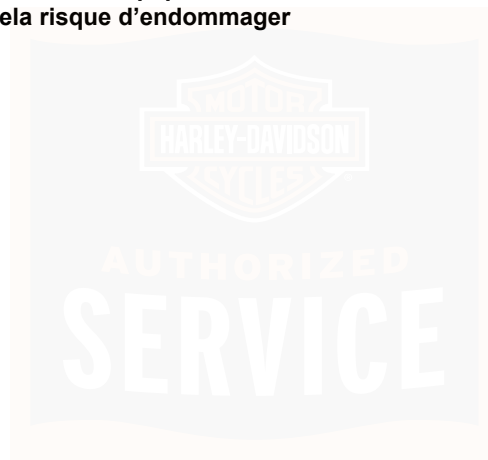 ela risque d’endommager
MOTOR
HARLEY-DAVIDSON
CYCLES
AUTHORIZED
SERVICE